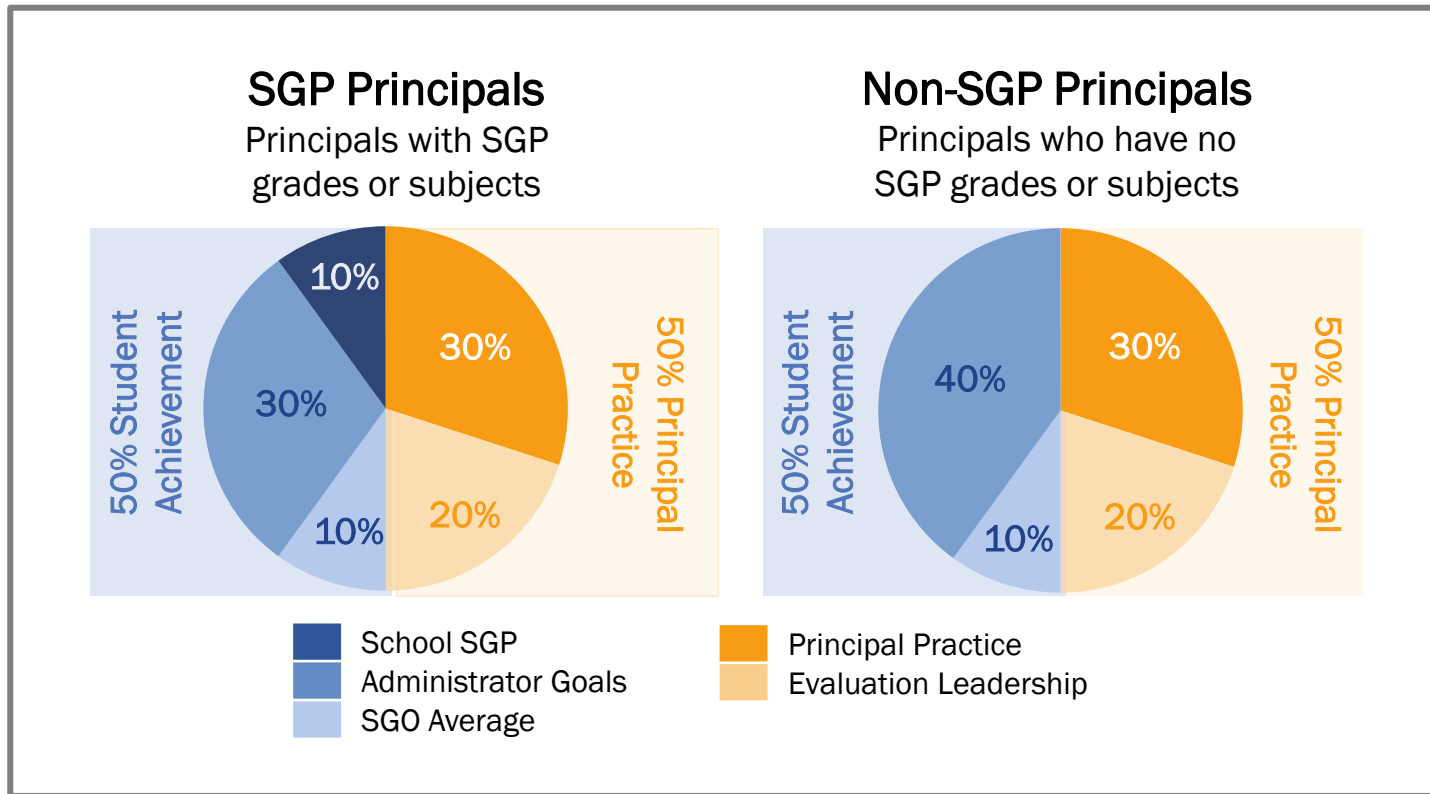 SGP Principals
Principals with SGP
grades or subjects
50% Student
Achievement
10%
30%
30%
10%
20%
50% Principal
Practice
Non-SGP Principals
Principals who have no
SGP grades or subjects
50% Student
Achievement
40%
30%
10%
20%
50% Principal
Practice
School SGP
Administrator Goals
SGO Average
Principal Practice
Evaluation Leadership